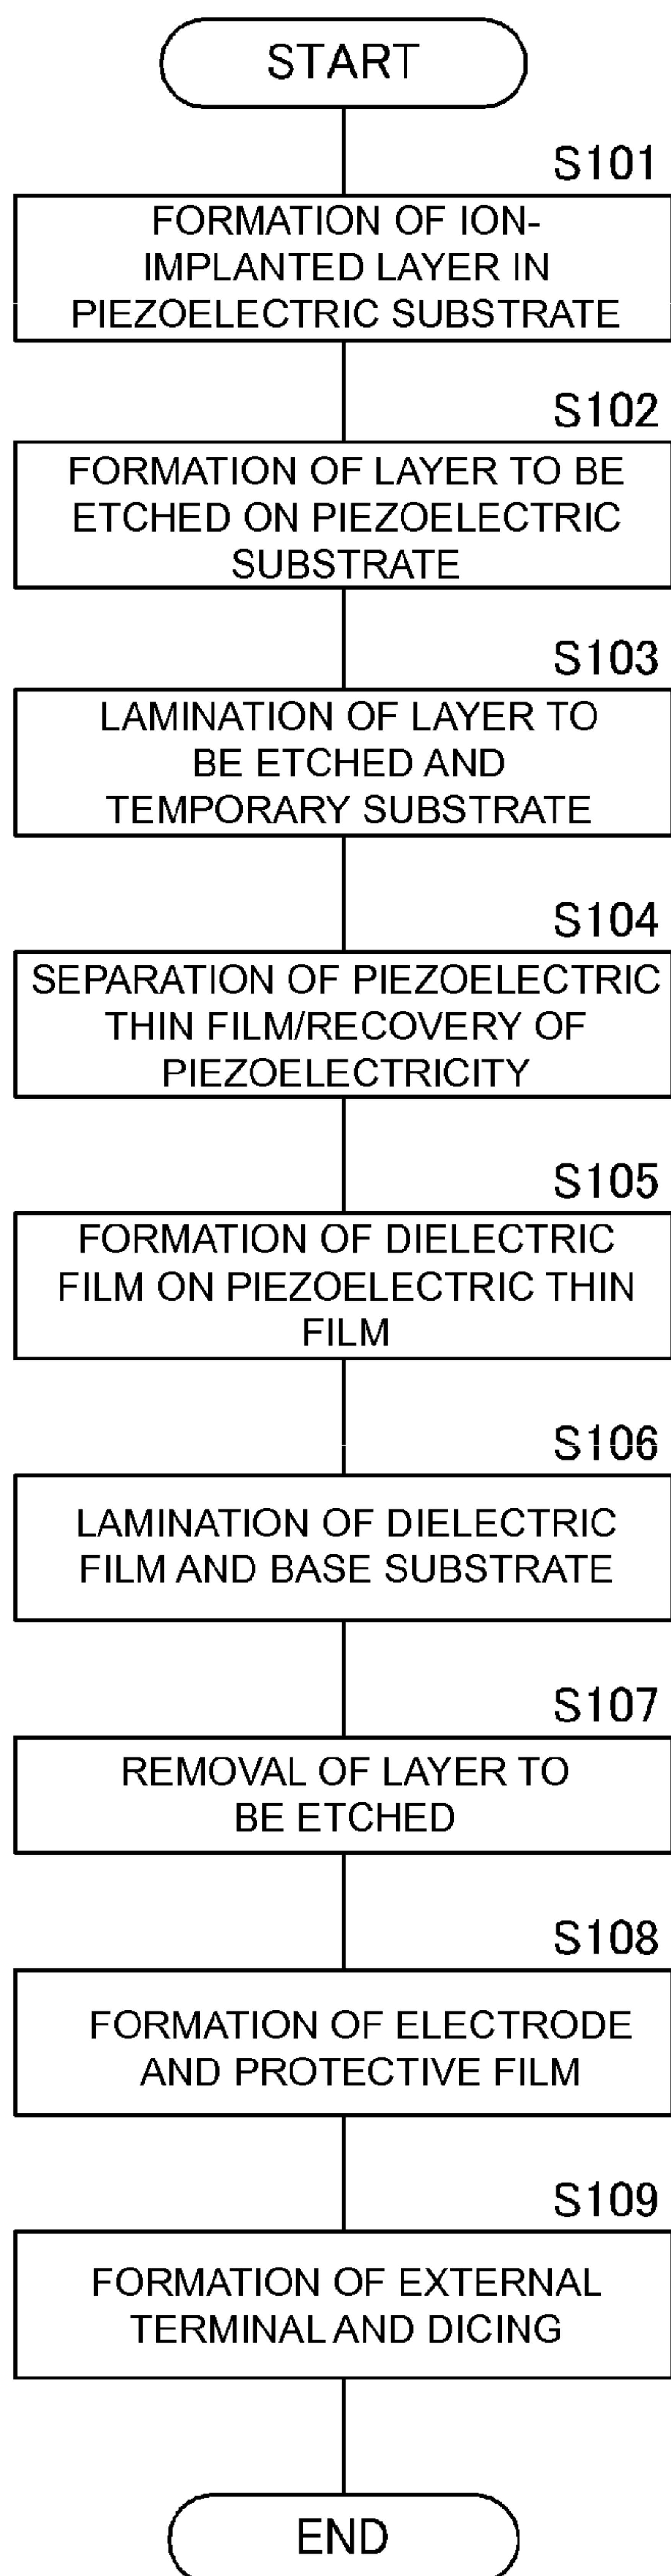 START
S101
FORMATION OF ION-
IMPLANTED LAYER IN
PIEZOELECTRIC SUBSTRATE
S102
FORMATION OF LAYER TO BE
ETCHED ON PIEZOELECTRIC
SUBSTRATE
S103
LAMINATION OF LAYER TO
BE ETCHED AND
TEMPORARY SUBSTRATE
S104
SEPARATION OF PIEZOELECTRIC
THIN FILM/RECOVERY OF
PIEZOELECTRICITY
S105
FORMATION OF DIELECTRIC
FILM ON PIEZOELECTRIC THIN
FILM
S106
LAMINATION OF DIELECTRIC
FILM AND BASE SUBSTRATE
S107
REMOVAL OF LAYER TO
BE ETCHED
S108
FORMATION OF ELECTRODE
AND PROTECTIVE FILM
S109
FORMATION OF EXTERNAL
TERMINAL AND DICING
END